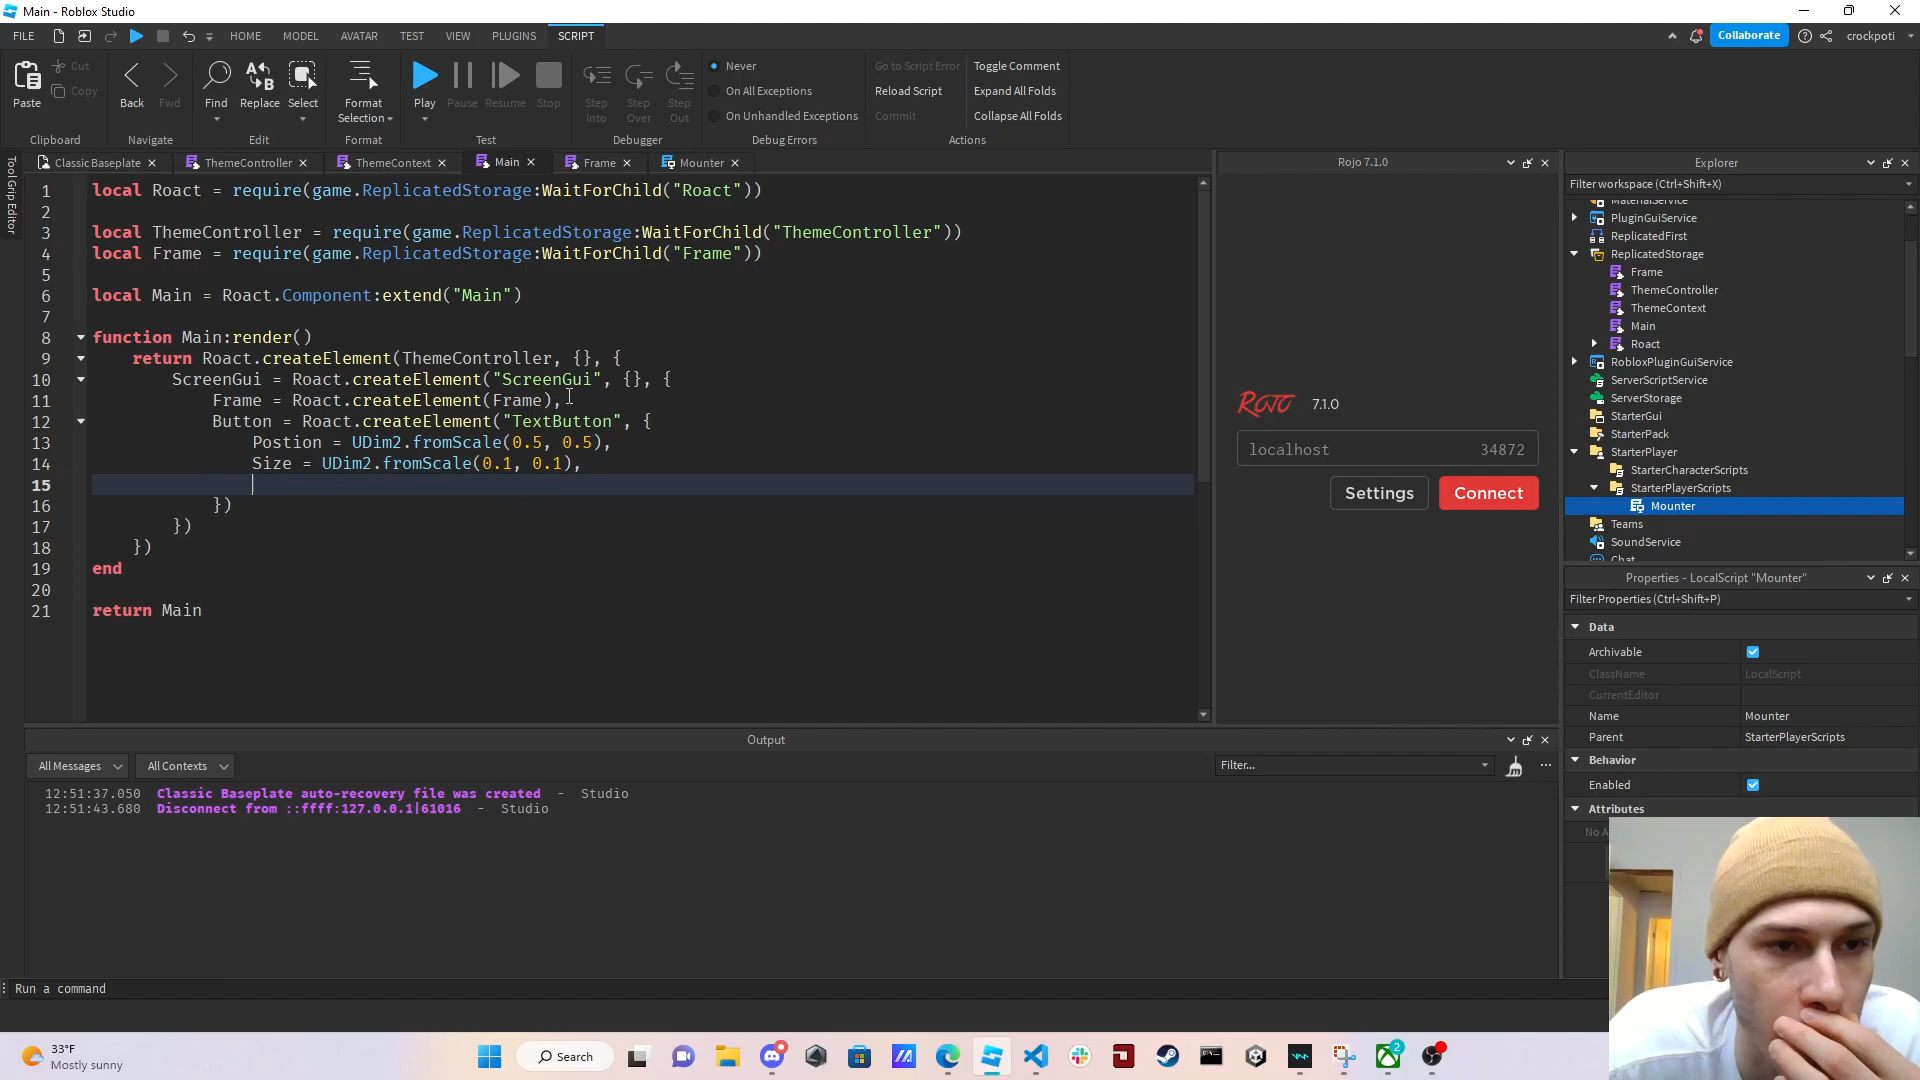 Main - Roblox Studio
FILE HOME MODEL AVATAR TEST VIEW PLUGINS SCRIPT Collaborate crockpoti
Paste Cut Copy Back Fwd Find Replace Select Format Selection Play Pause Resume Stop Step Into Step Over Step Out
Never
On All Exceptions
On Unhandled Exceptions
Go to Script Error
Reload Script
Commit
Toggle Comment
Expand All Folds
Collapse All Folds
Clipboard Navigate Edit Format Test Debugger Debug Errors Actions
Tool Grip Editor
Classic Baseplate ThemeController ThemeContext Main Frame Mounter
1 local Roact = require(game.ReplicatedStorage:WaitForChild("Roact"))
2
3 local ThemeController = require(game.ReplicatedStorage:WaitForChild("ThemeController"))
4 local Frame = require(game.ReplicatedStorage:WaitForChild("Frame"))
5
6 local Main = Roact.Component:extend("Main")
7
8 function Main:render()
9 return Roact.createElement(ThemeController, {}, {
10 ScreenGui = Roact.createElement("ScreenGui", {}, {
11 Frame = Roact.createElement(Frame),
12 Button = Roact.createElement("TextButton", {
13 Postion = UDim2.fromScale(0.5, 0.5),
14 Size = UDim2.fromScale(0.1, 0.1),
15
16 })
17 })
18 })
19 end
20
21 return Main
Rojo 7.1.0
ROJO 7.1.0
localhost 34872
Settings Connect
Explorer
Filter workspace (Ctrl+Shift+X)
MaterialService
PluginGuiService
ReplicatedFirst
ReplicatedStorage
Frame
ThemeController
ThemeContext
Main
Roact
RobloxPluginGuiService
ServerScriptService
ServerStorage
StarterGui
StarterPack
StarterPlayer
StarterCharacterScripts
StarterPlayerScripts
Mounter
Teams
SoundService
Chat
Properties - LocalScript "Mounter"
Filter Properties (Ctrl+Shift+P)
Data
Archivable
ClassName LocalScript
CurrentEditor
Name Mounter
Parent StarterPlayerScripts
Behavior
Enabled
Attributes
Output
All Messages All Contexts Filter...
12:51:37.050 Classic Baseplate auto-recovery file was created - Studio
12:51:43.680 Disconnect from ::ffff:127.0.0.1|61016 - Studio
Run a command
33°F
Mostly sunny
Search
2